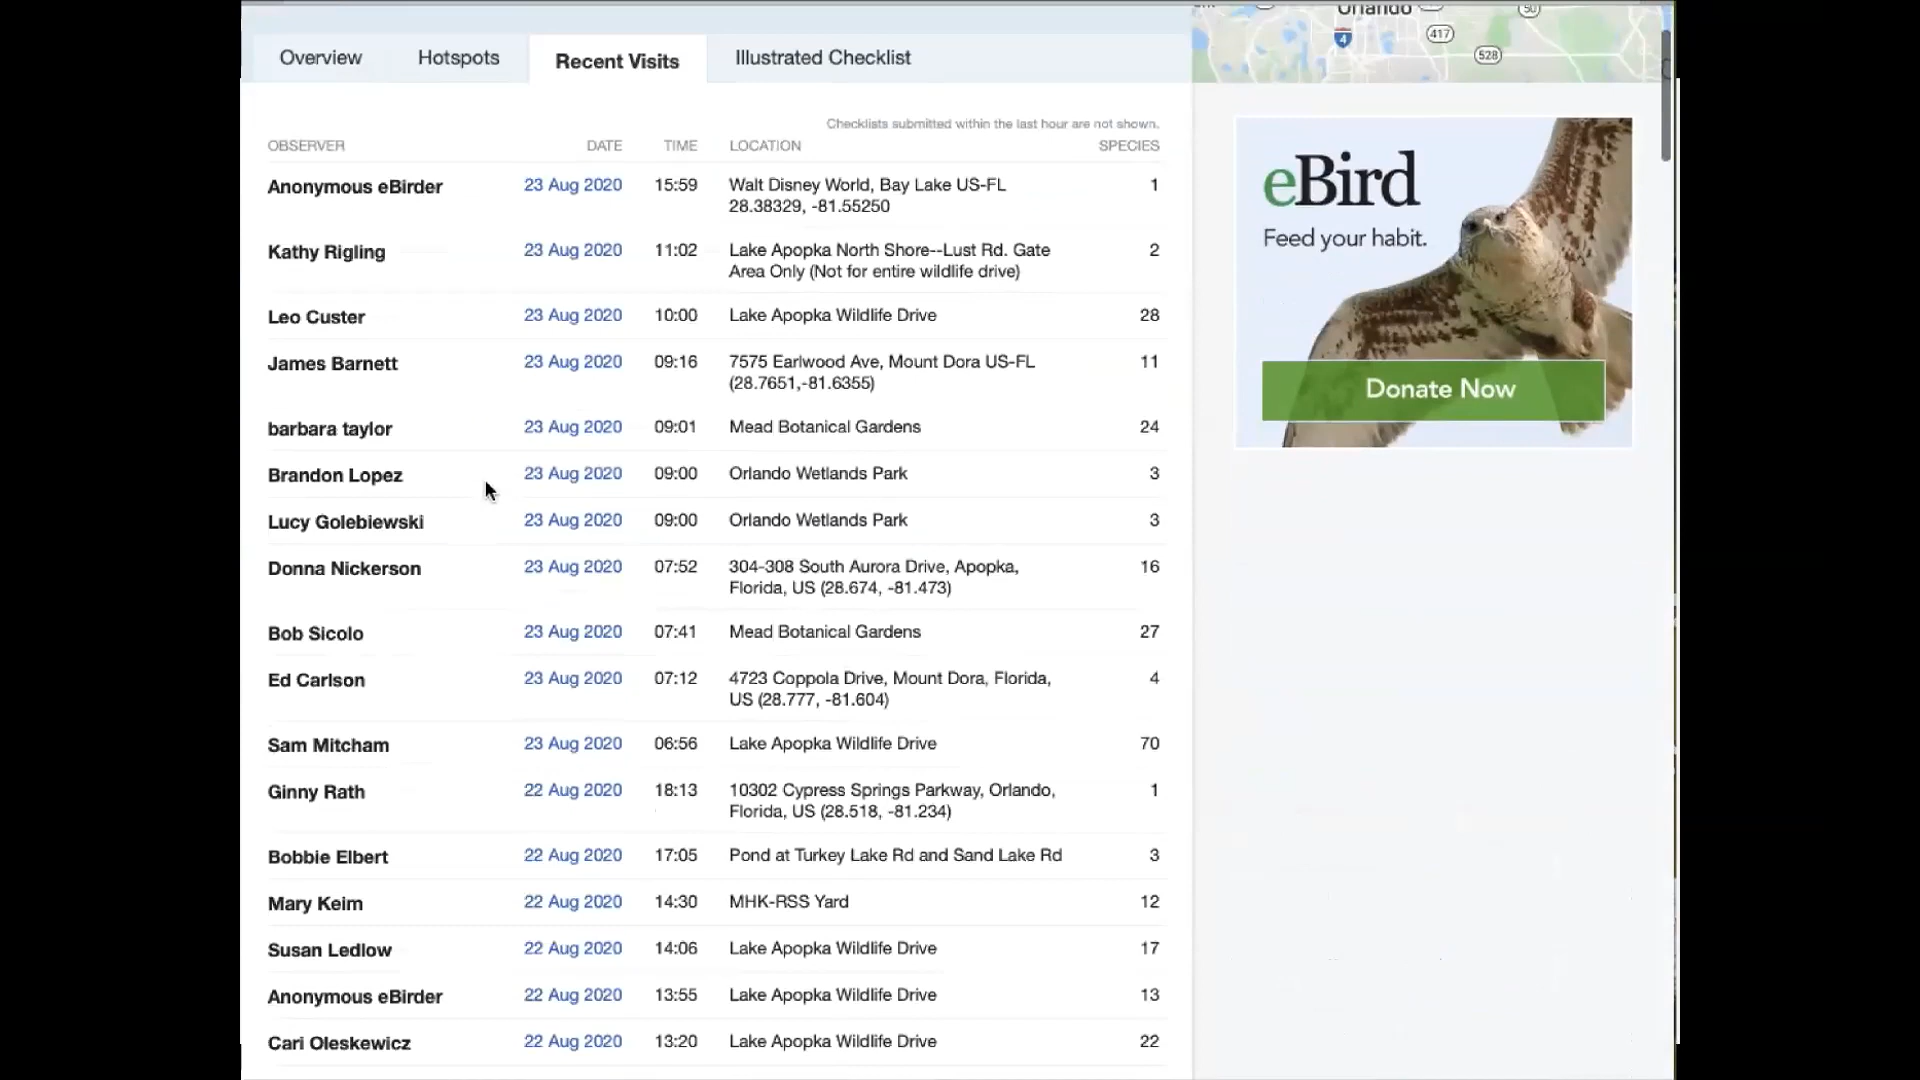 Overview Hotspots Recent Visits Illustrated Checklist
Orlando
50
4
417
528
Checklists submitted within the last hour are not shown.
OBSERVER DATE TIME LOCATION SPECIES
Anonymous eBirder 23 Aug 2020 15:59 Walt Disney World, Bay Lake US-FL 1
28.38329, -81.55250
Kathy Rigling 23 Aug 2020 11:02 Lake Apopka North Shore--Lust Rd. Gate 2
Area Only (Not for entire wildlife drive)
Leo Custer 23 Aug 2020 10:00 Lake Apopka Wildlife Drive 28
James Barnett 23 Aug 2020 09:16 7575 Earlwood Ave, Mount Dora US-FL 11
(28.7651,-81.6355)
barbara taylor 23 Aug 2020 09:01 Mead Botanical Gardens 24
Brandon Lopez 23 Aug 2020 09:00 Orlando Wetlands Park 3
Lucy Golebiewski 23 Aug 2020 09:00 Orlando Wetlands Park 3
Donna Nickerson 23 Aug 2020 07:52 304-308 South Aurora Drive, Apopka, 16
Florida, US (28.674, -81.473)
Bob Sicolo 23 Aug 2020 07:41 Mead Botanical Gardens 27
Ed Carlson 23 Aug 2020 07:12 4723 Coppola Drive, Mount Dora, Florida, 4
US (28.777, -81.604)
Sam Mitcham 23 Aug 2020 06:56 Lake Apopka Wildlife Drive 70
Ginny Rath 22 Aug 2020 18:13 10302 Cypress Springs Parkway, Orlando, 1
Florida, US (28.518, -81.234)
Bobbie Elbert 22 Aug 2020 17:05 Pond at Turkey Lake Rd and Sand Lake Rd 3
Mary Keim 22 Aug 2020 14:30 MHK-RSS Yard 12
Susan Ledlow 22 Aug 2020 14:06 Lake Apopka Wildlife Drive 17
Anonymous eBirder 22 Aug 2020 13:55 Lake Apopka Wildlife Drive 13
Cari Oleskewicz 22 Aug 2020 13:20 Lake Apopka Wildlife Drive 22
eBird
Feed your habit.
Donate Now